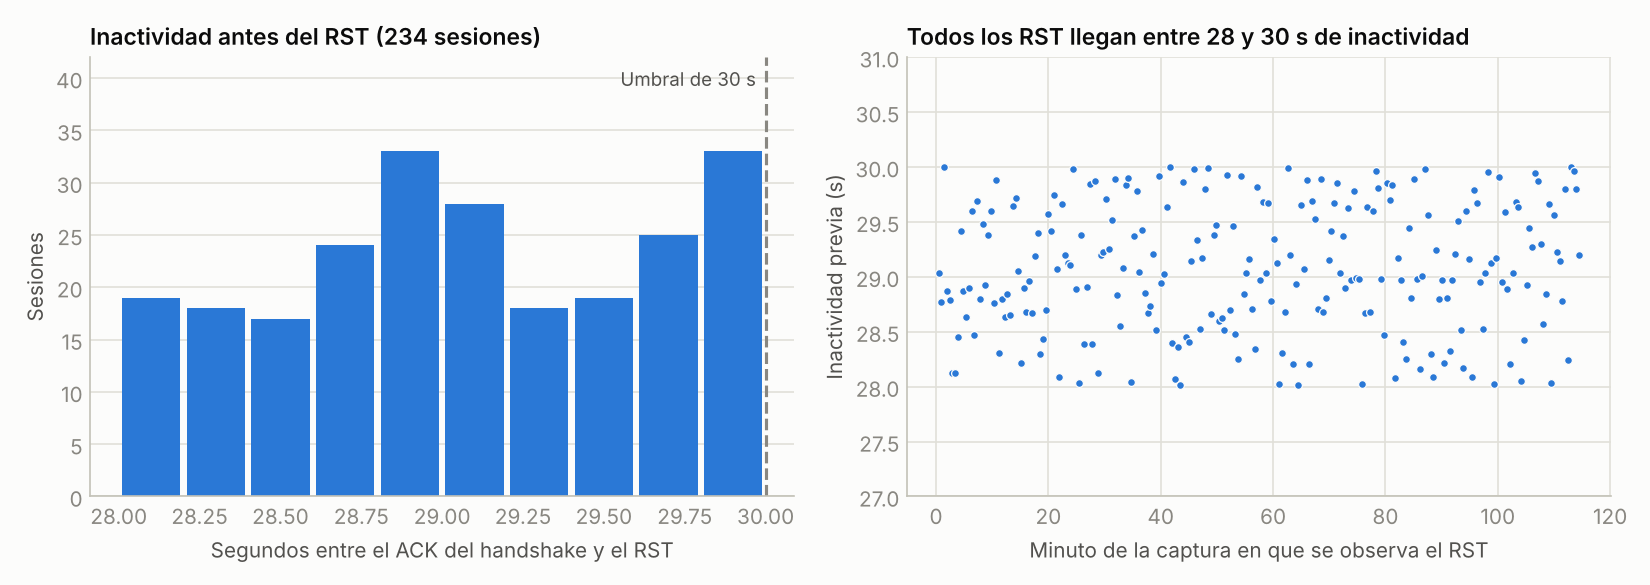 Inactividad antes del RST (234 sesiones)
Umbral de 30 s
Sesiones
40
35
30
25
20
15
10
5
0
28.00 28.25 28.50 28.75 29.00 29.25 29.50 29.75 30.00
Segundos entre el ACK del handshake y el RST
Todos los RST llegan entre 28 y 30 s de inactividad
Inactividad previa (s)
31.0
30.5
30.0
29.5
29.0
28.5
28.0
27.5
27.0
0 20 40 60 80 100 120
Minuto de la captura en que se observa el RST